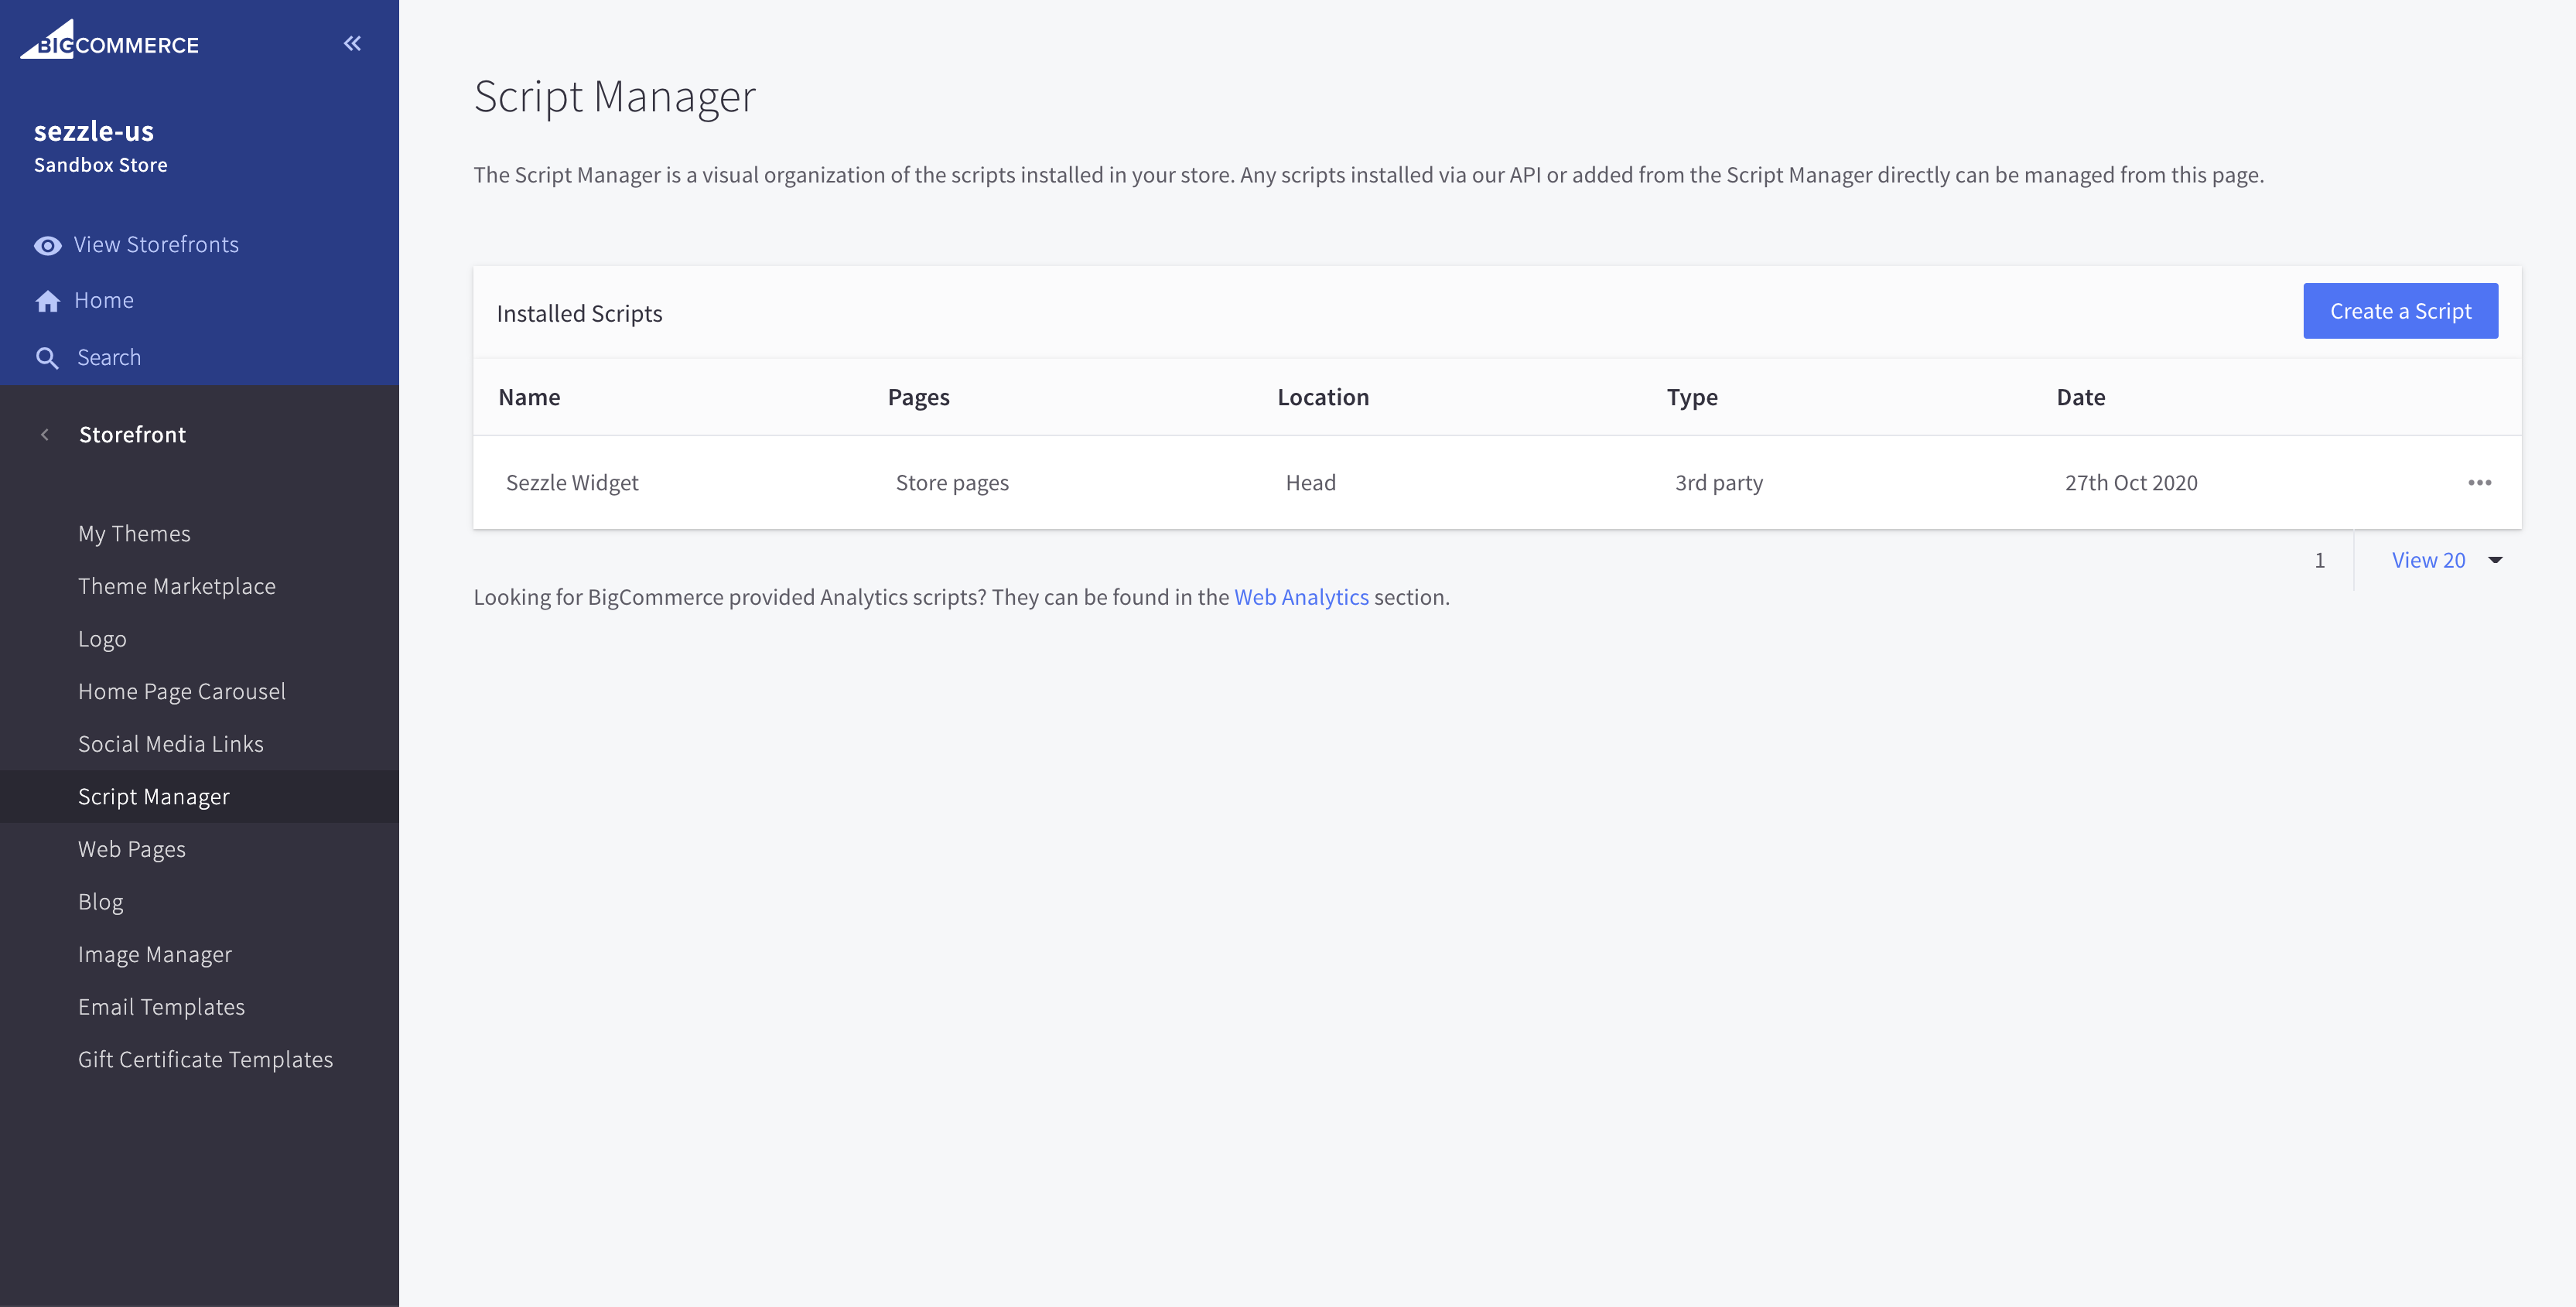 BIGCOMMERCE
sezzle-us
Sandbox Store
View Storefronts
Home
Search
Storefront
My Themes
Theme Marketplace
Logo
Home Page Carousel
Social Media Links
Script Manager
Web Pages
Blog
Image Manager
Email Templates
Gift Certificate Templates
Script Manager
The Script Manager is a visual organization of the scripts installed in your store. Any scripts installed via our API or added from the Script Manager directly can be managed from this page.
Installed Scripts
Create a Script
Name Pages Location Type Date
Sezzle Widget Store pages Head 3rd party 27th Oct 2020
1 View 20
Looking for BigCommerce provided Analytics scripts? They can be found in the Web Analytics section.